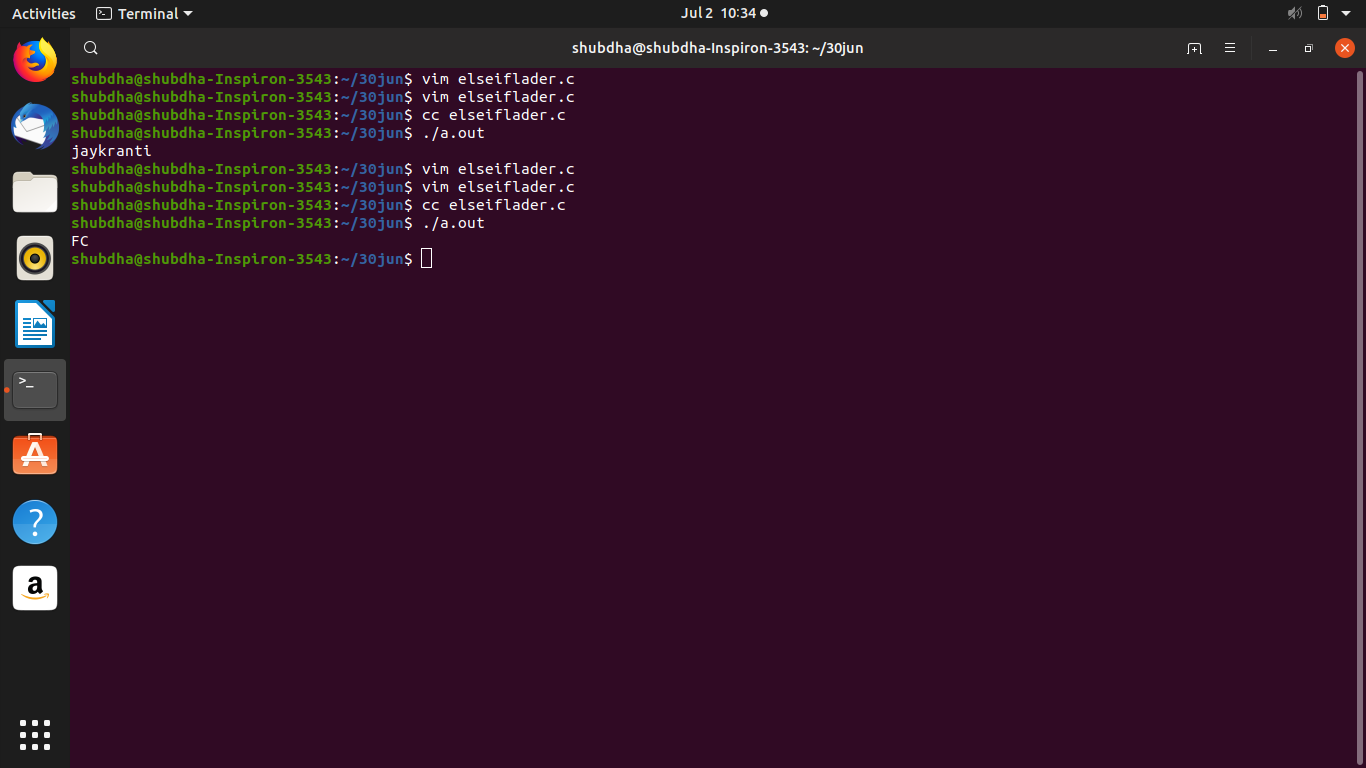 Activities Terminal Jul 2 10:34
shubdha@shubdha-Inspiron-3543: ~/30jun
shubdha@shubdha-Inspiron-3543:~/30jun$ vim elseiflader.c
shubdha@shubdha-Inspiron-3543:~/30jun$ vim elseiflader.c
shubdha@shubdha-Inspiron-3543:~/30jun$ cc elseiflader.c
shubdha@shubdha-Inspiron-3543:~/30jun$ ./a.out
jaykranti
shubdha@shubdha-Inspiron-3543:~/30jun$ vim elseiflader.c
shubdha@shubdha-Inspiron-3543:~/30jun$ vim elseiflader.c
shubdha@shubdha-Inspiron-3543:~/30jun$ cc elseiflader.c
shubdha@shubdha-Inspiron-3543:~/30jun$ ./a.out
FC
shubdha@shubdha-Inspiron-3543:~/30jun$